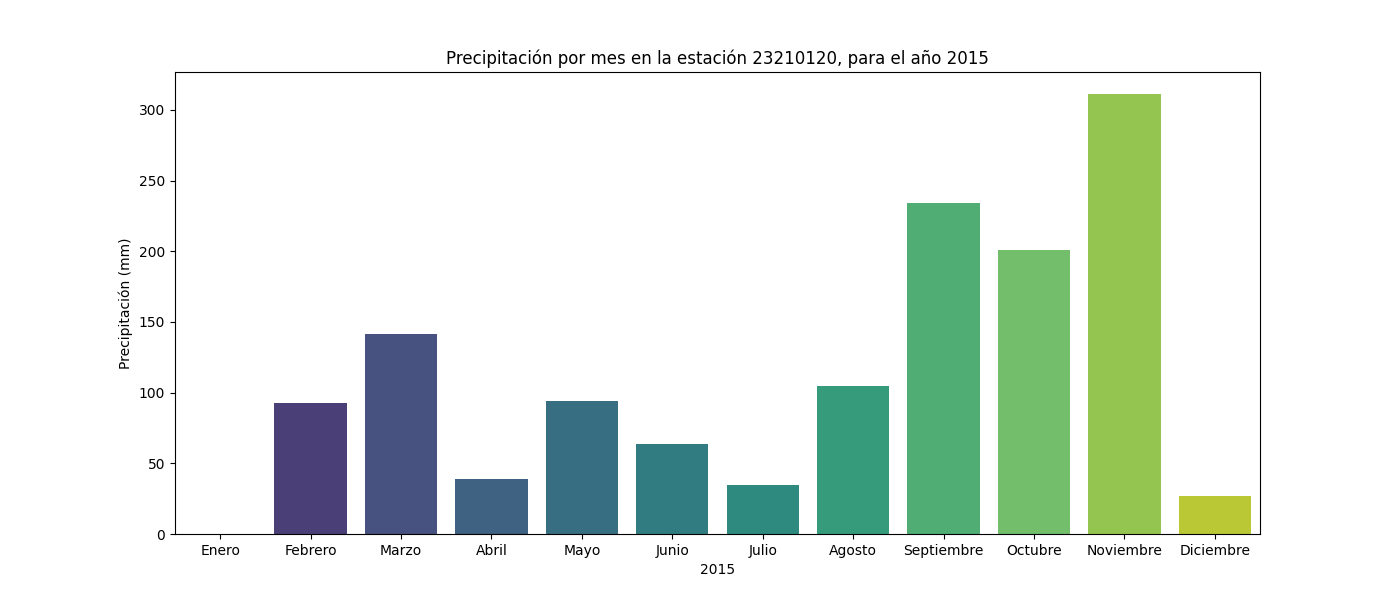 Precipitación por mes en la estación 23210120, para el año 2015
Precipitación (mm)
300
250
200
150
100
50
0
Enero Febrero Marzo Abril Mayo Junio Julio Agosto Septiembre Octubre Noviembre Diciembre
2015